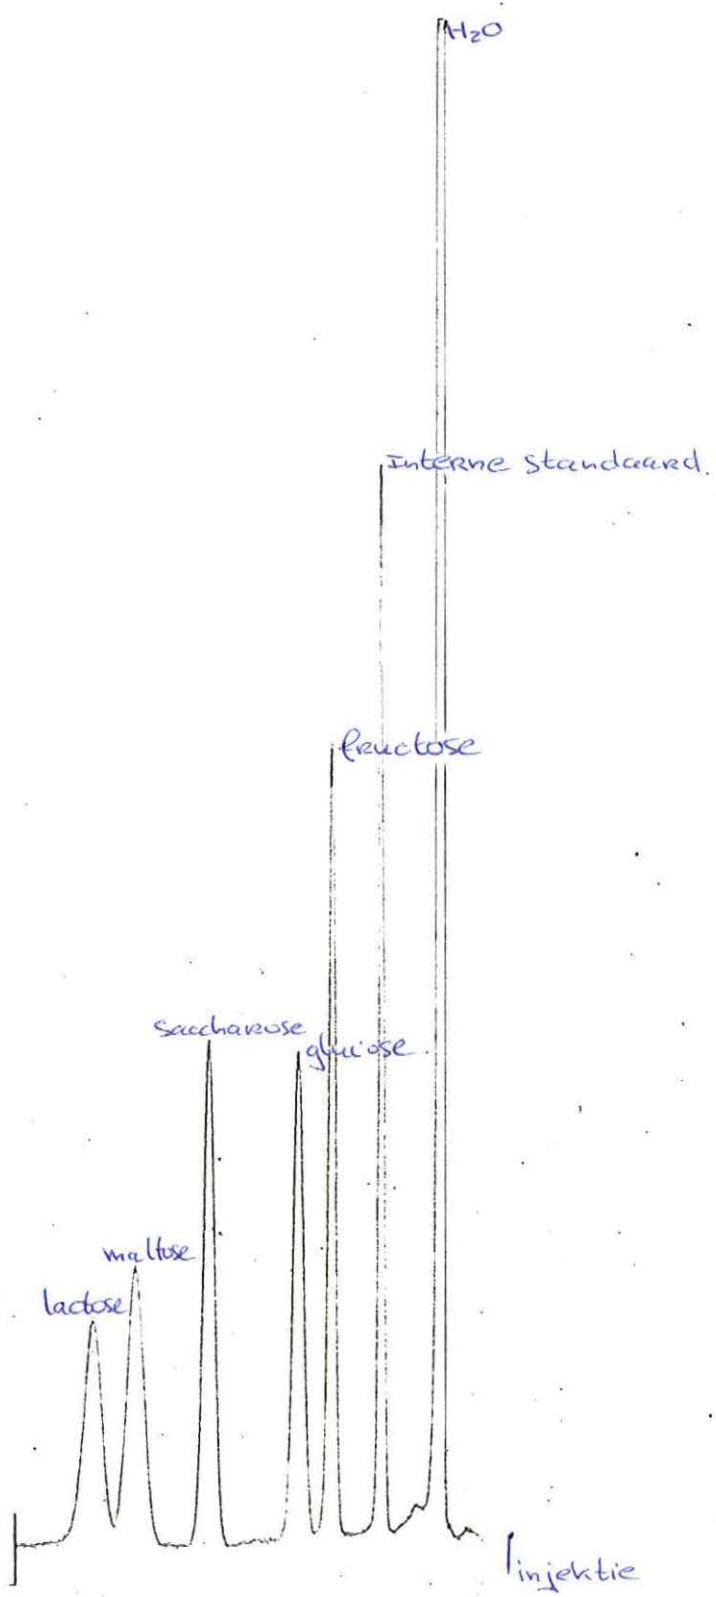 H₂O
Interne standaard.
fructose
saccharose
glucose
maltose
lactose
injektie